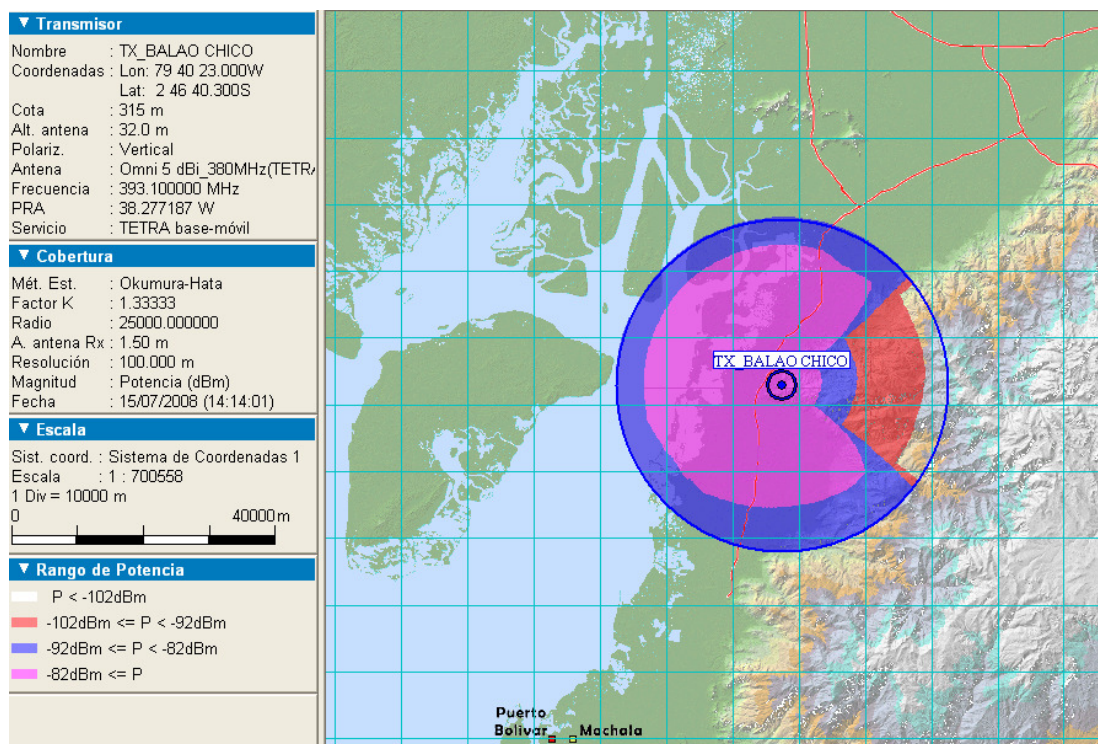 ▼ Transmisor
Nombre : TX_BALAO CHICO
Coordenadas : Lon: 79 40 23.000W
Lat: 2 46 40.300S
Cota : 315 m
Alt. antena : 32.0 m
Polariz. : Vertical
Antena : Omni 5 dBi_380MHz(TETRA
Frecuencia : 393.100000 MHz
PRA : 38.277187 W
Servicio : TETRA base-móvil
▼ Cobertura
Mét. Est. : Okumura-Hata
Factor K : 1.33333
Radio : 25000.000000
A. antena Rx : 1.50 m
Resolución : 100.000 m
Magnitud : Potencia (dBm)
Fecha : 15/07/2008 (14:14:01)
▼ Escala
Sist. coord. : Sistema de Coordenadas 1
Escala : 1 : 700558
1 Div = 10000 m
0 40000 m
▼ Rango de Potencia
P < -102dBm
-102dBm <= P < -92dBm
-92dBm <= P < -82dBm
-82dBm <= P
TX_BALAO CHICO
Puerto
Bolivar Machala